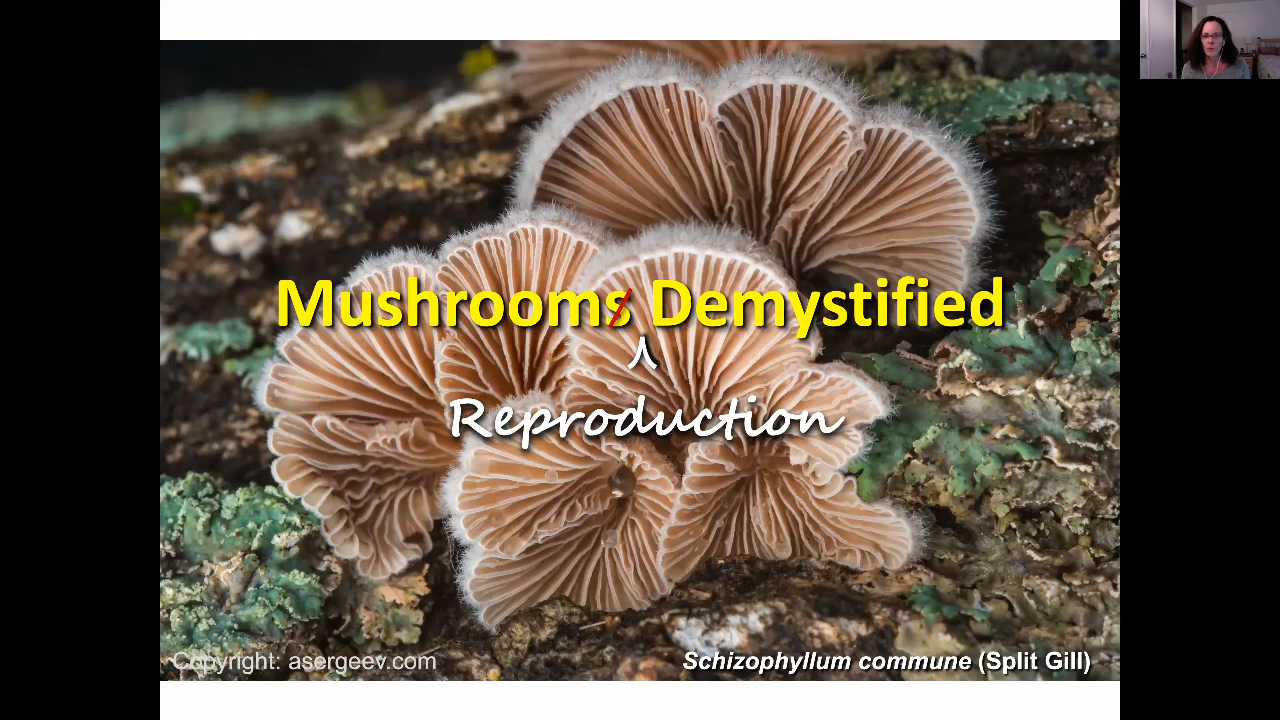 Mushrooms Demystified
Reproduction
Copyright: asergeev.com
Schizophyllum commune (Split Gill)